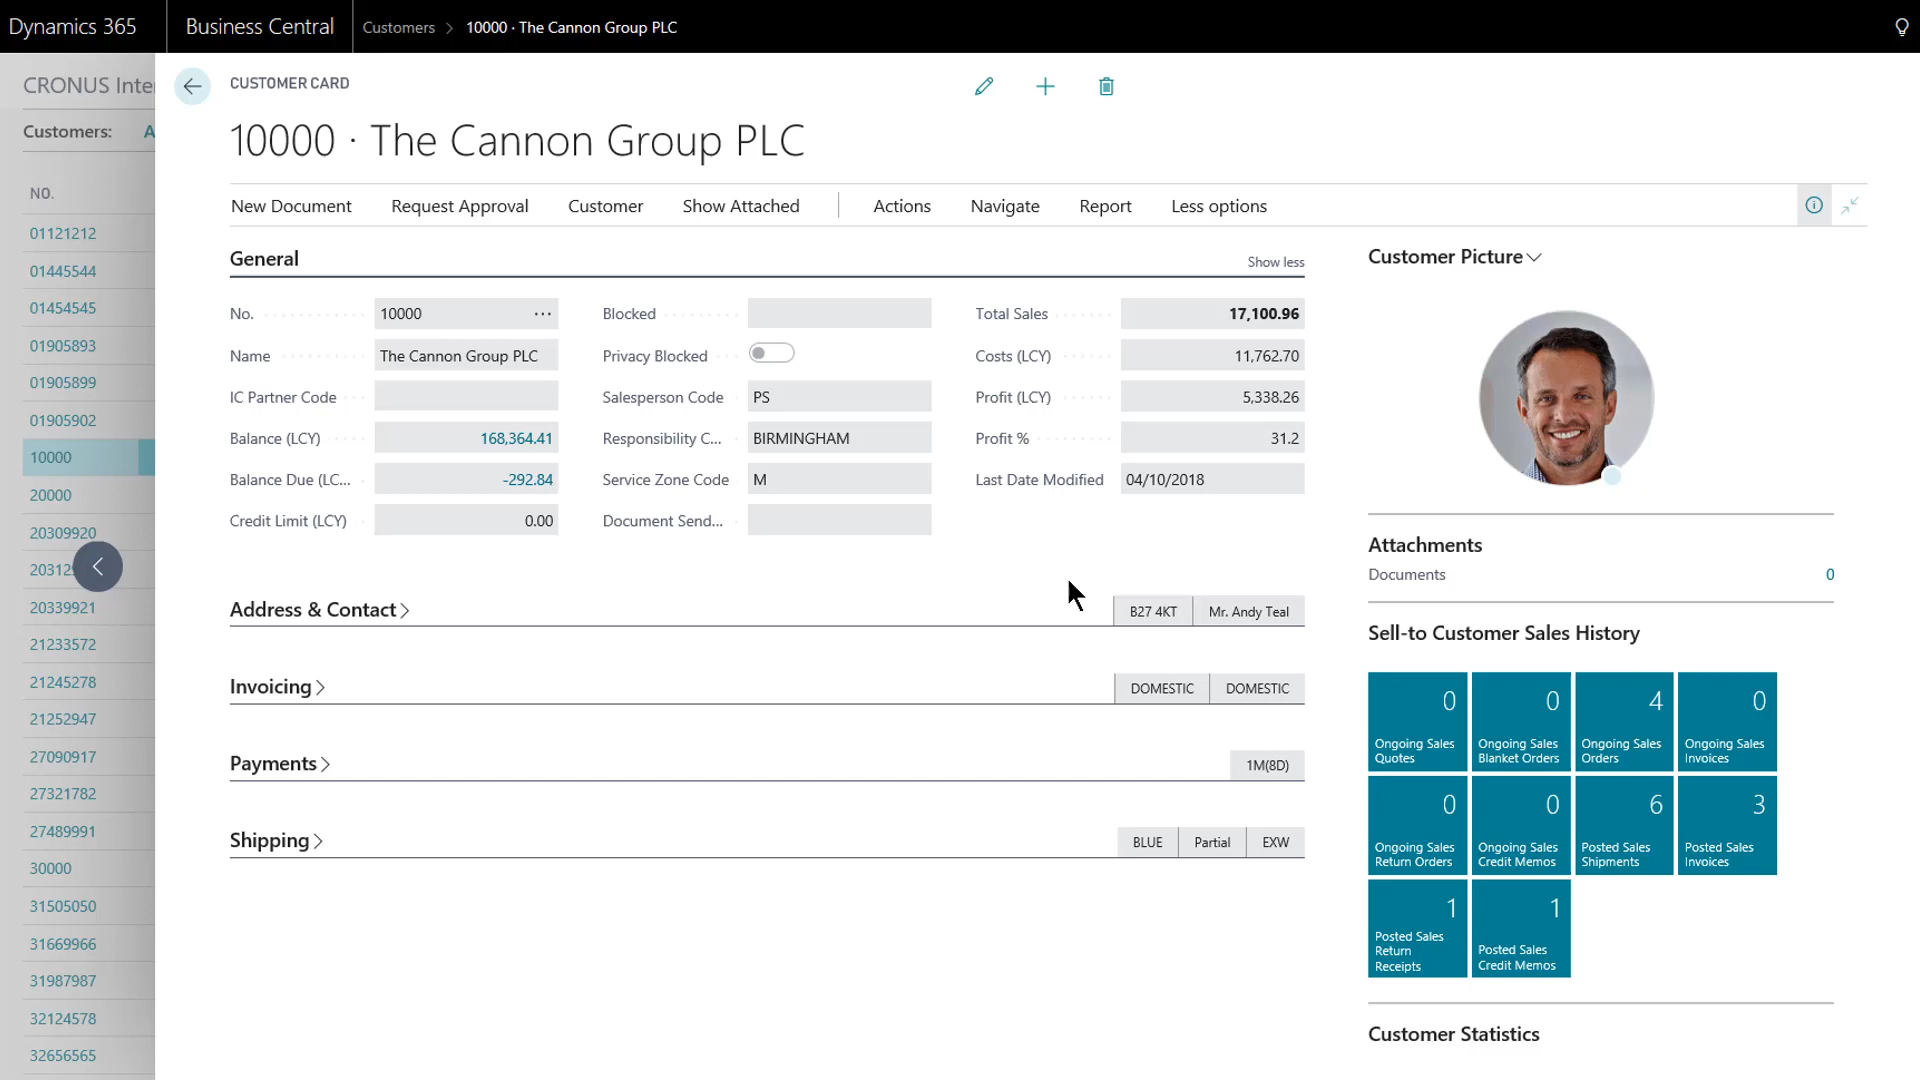 Dynamics 365
Business Central
Customers > 10000 · The Cannon Group PLC
CRONUS Inte
Customers: A
NO.
01121212
01445544
01454545
01905893
01905899
01905902
10000
20000
20309920
20312
20339921
21233572
21245278
21252947
27090917
27321782
27489991
30000
31505050
31669966
31987987
32124578
32656565
CUSTOMER CARD
10000 · The Cannon Group PLC
New Document Request Approval Customer Show Attached Actions Navigate Report Less options
General
Show less
No. 10000 ...
Name The Cannon Group PLC
IC Partner Code
Balance (LCY) 168,364.41
Balance Due (LC... -292.84
Credit Limit (LCY) 0.00
Blocked
Privacy Blocked
Salesperson Code PS
Responsibility C... BIRMINGHAM
Service Zone Code M
Document Send...
Total Sales 17,100.96
Costs (LCY) 11,762.70
Profit (LCY) 5,338.26
Profit % 31.2
Last Date Modified 04/10/2018
Address & Contact > B27 4KT Mr. Andy Teal
Invoicing > DOMESTIC DOMESTIC
Payments > 1M(8D)
Shipping > BLUE Partial EXW
Customer Picture
Attachments
Documents 0
Sell-to Customer Sales History
0
Ongoing Sales
Quotes
0
Ongoing Sales
Blanket Orders
4
Ongoing Sales
Orders
0
Ongoing Sales
Invoices
0
Ongoing Sales
Return Orders
0
Ongoing Sales
Credit Memos
6
Posted Sales
Shipments
3
Posted Sales
Invoices
1
Posted Sales
Return
Receipts
1
Posted Sales
Credit Memos
Customer Statistics